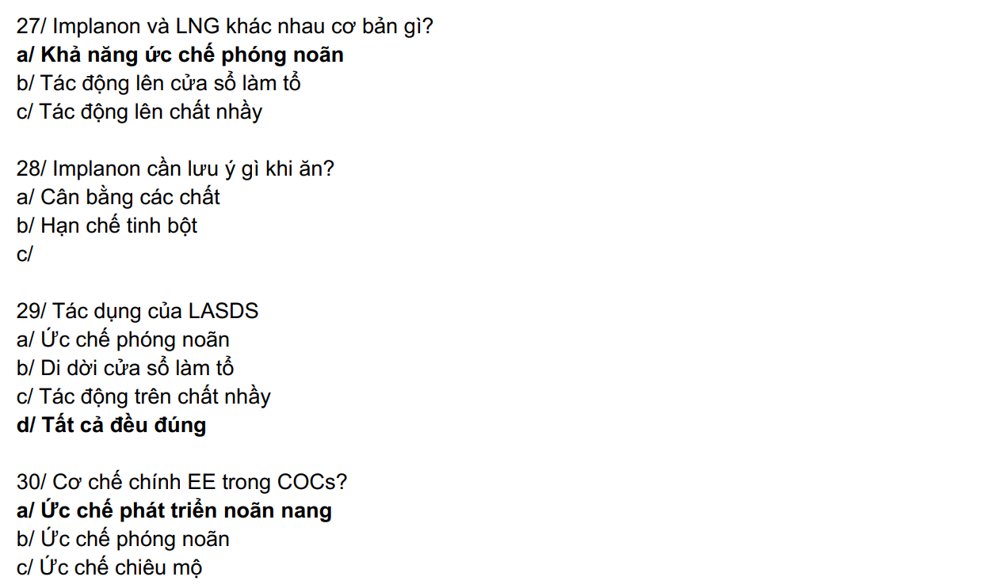 27/ Implanon và LNG khác nhau cơ bản gì?
a/ Khả năng ức chế phóng noãn
b/ Tác động lên cửa sổ làm tổ
c/ Tác động lên chất nhầy
28/ Implanon cần lưu ý gì khi ăn?
a/ Cân bằng các chất
b/ Hạn chế tinh bột
c/
29/ Tác dụng của LASDS
a/ Ức chế phóng noãn
b/ Di dời cửa sổ làm tổ
c/ Tác động trên chất nhầy
d/ Tất cả đều đúng
30/ Cơ chế chính EE trong COCs?
a/ Ức chế phát triển noãn nang
b/ Ức chế phóng noãn
c/ Ức chế chiêu mộ